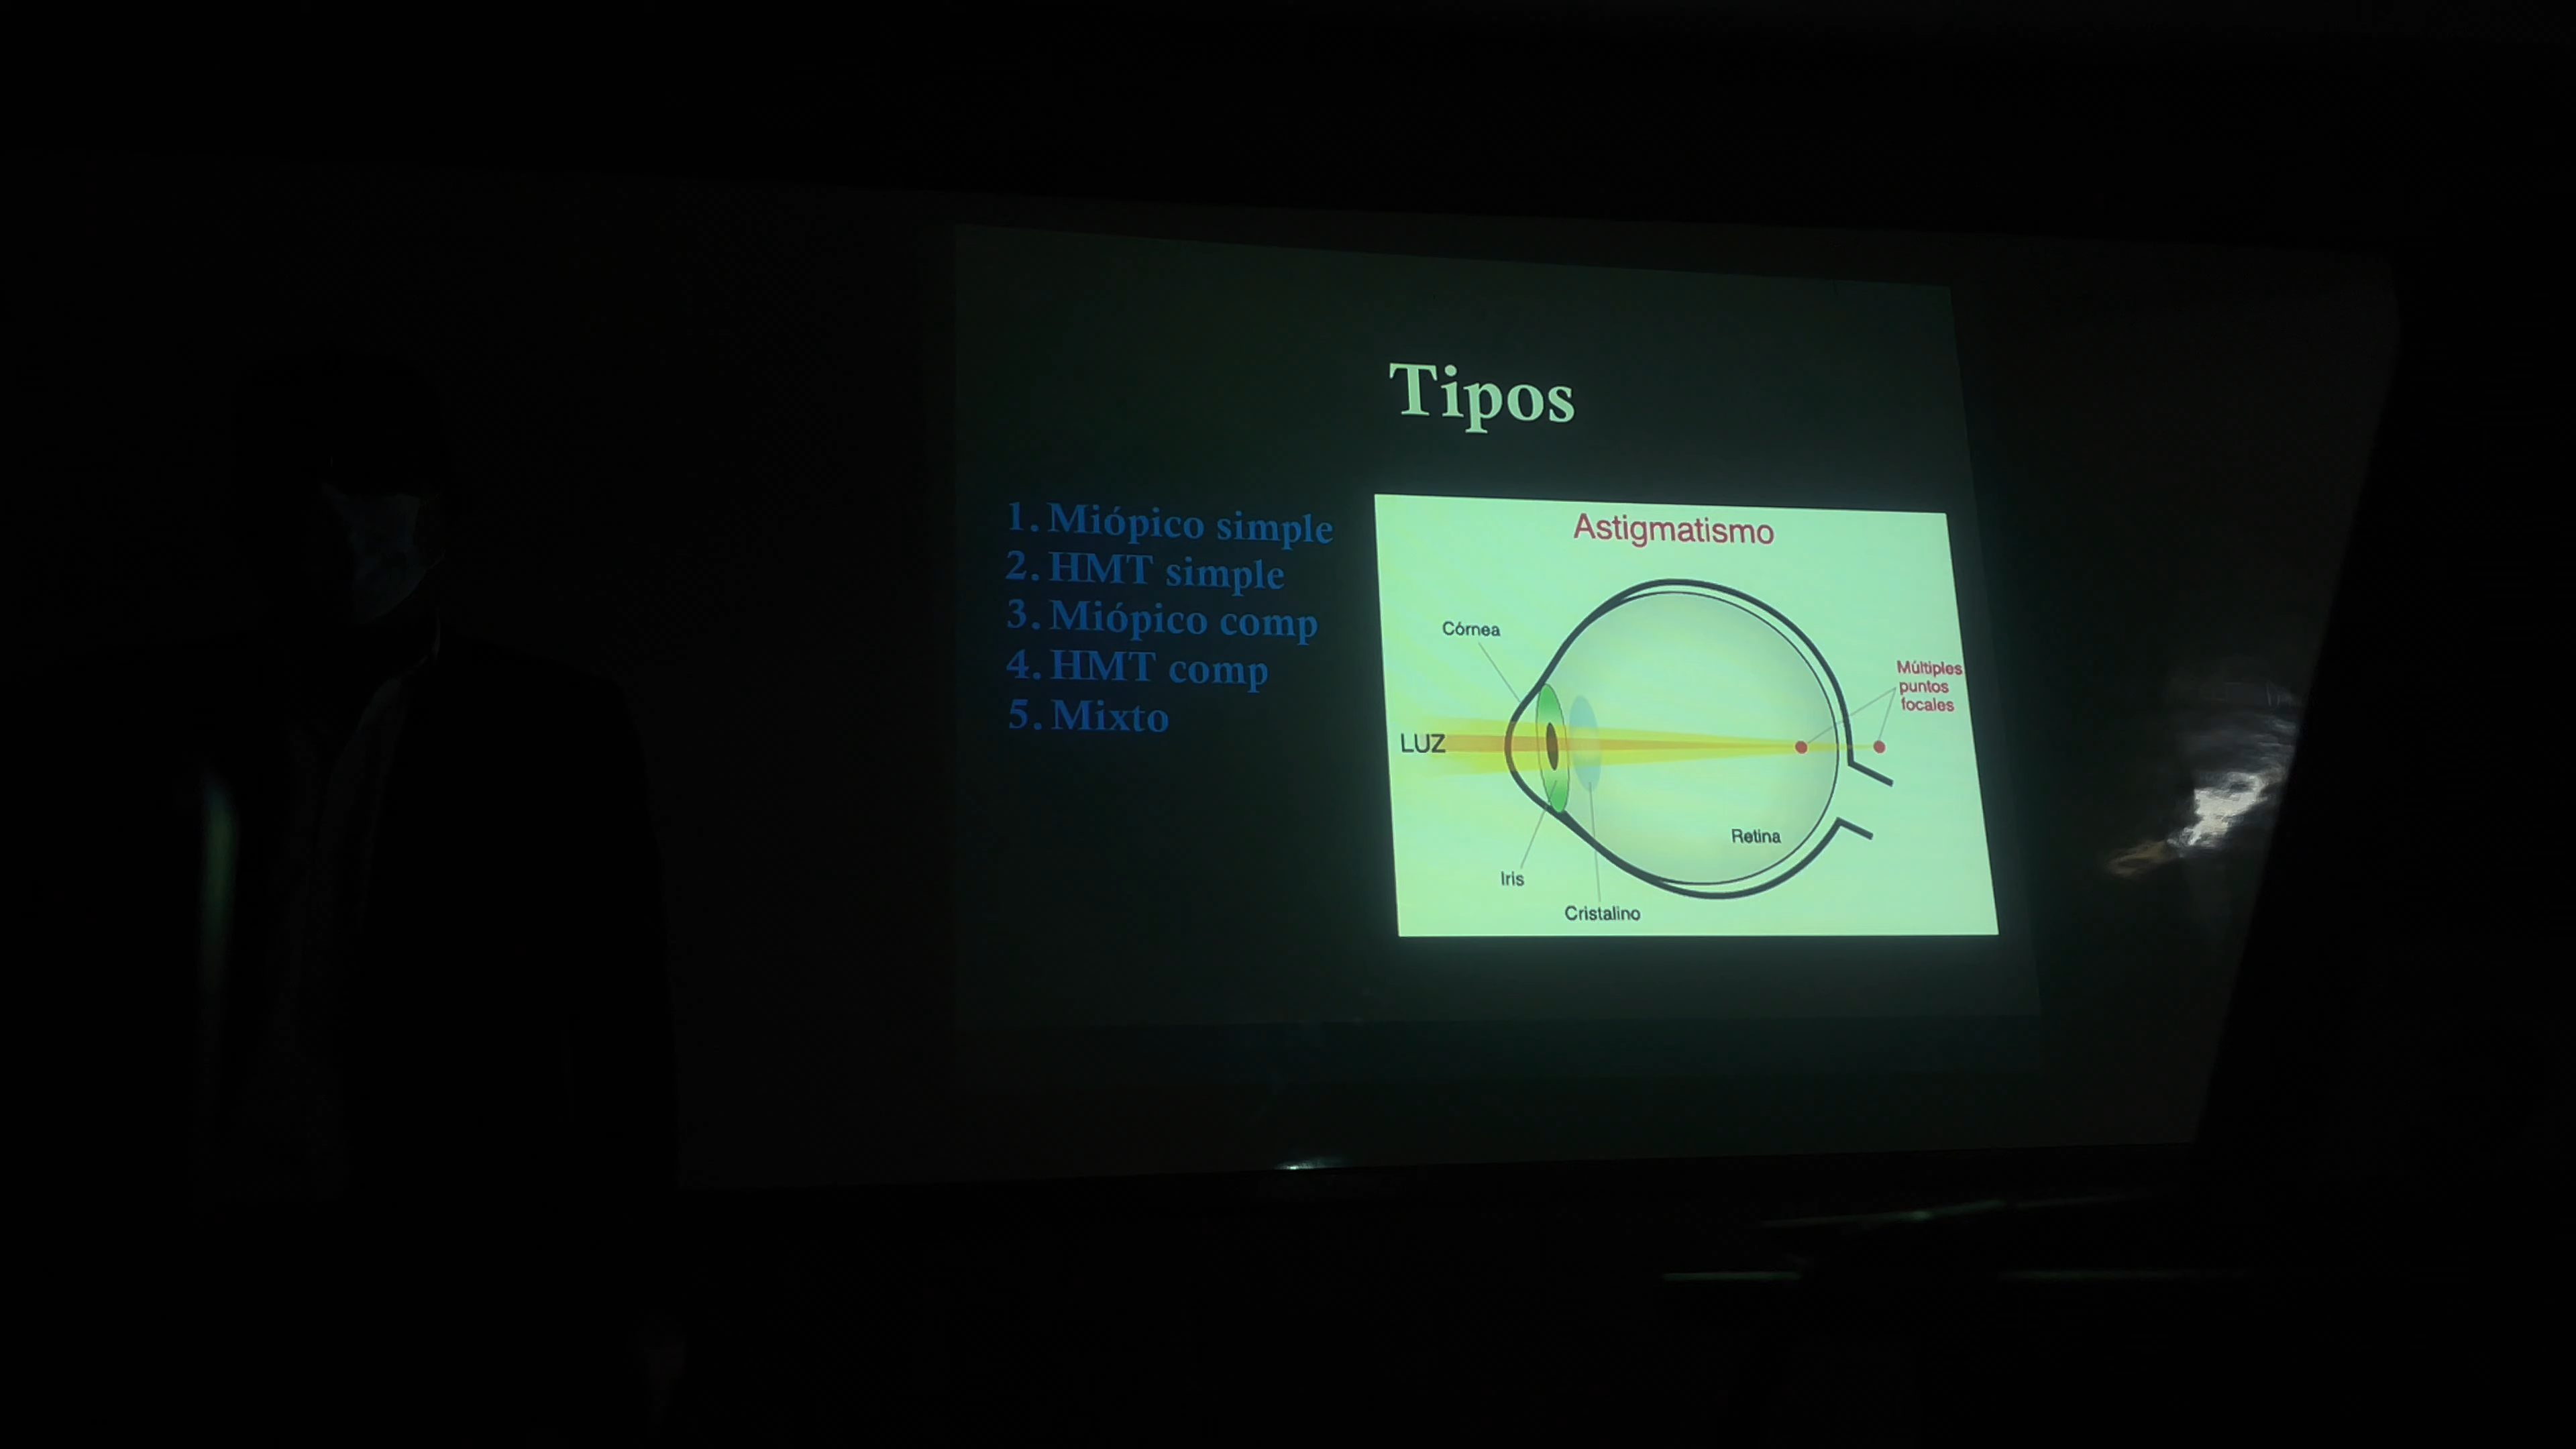 Tipos
1. Miópico simple
2. HMT simple
3. Miópico comp
4. HMT comp
5. Mixto
Astigmatismo
Córnea
Múltiples
puntos
focales
LUZ
Retina
Iris
Cristalino